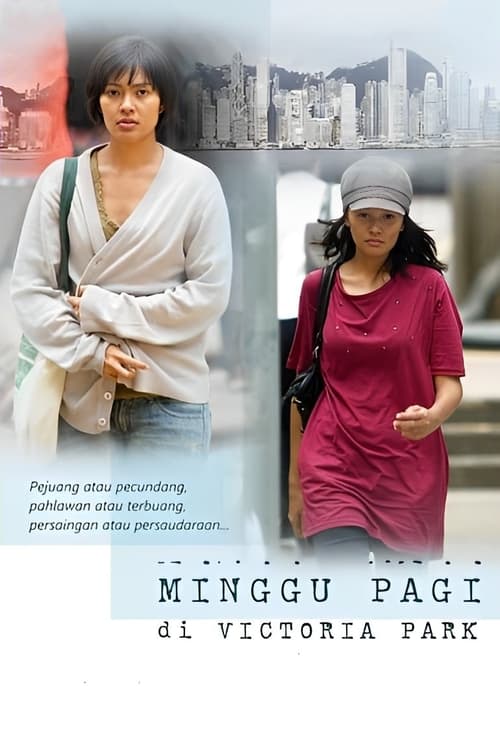 Pejuang atau pecundang,
pahlawan atau terbuang,
persaingan atau persaudaraan...
MINGGU PAGI
di VICTORIA PARK